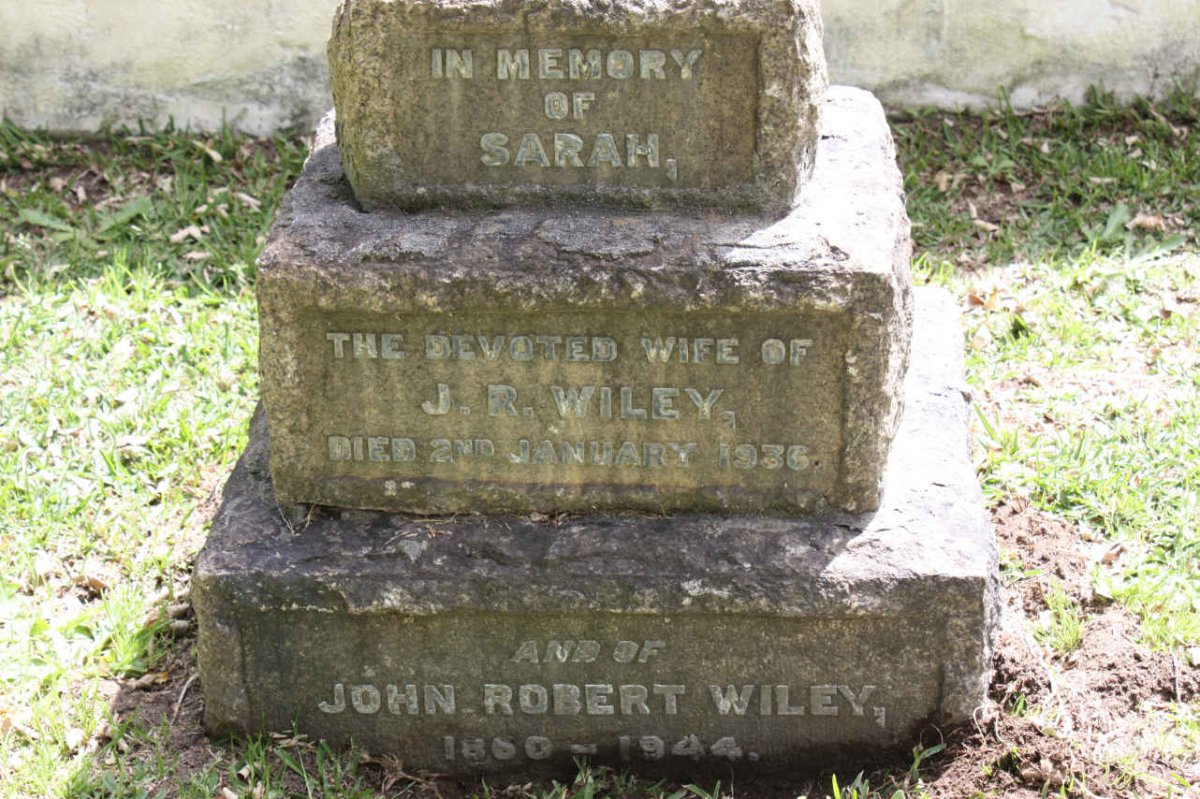 IN MEMORY
OF
SARAH,
THE DEVOTED WIFE OF
J. R. WILEY,
DIED 2ND JANUARY 1936.
AND OF
JOHN ROBERT WILEY,
1860 – 1944.